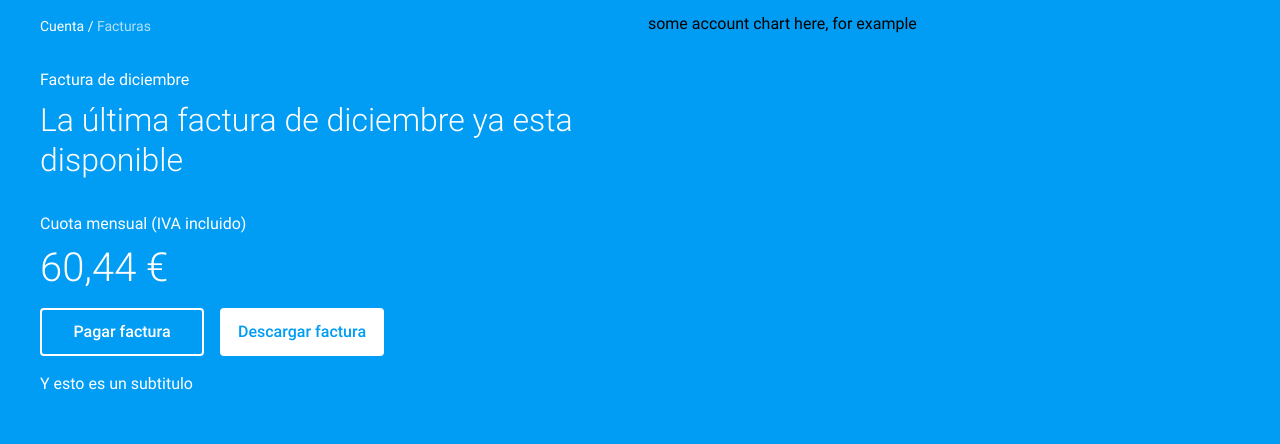 Cuenta / Facturas
Factura de diciembre
La última factura de diciembre ya esta
disponible
Cuota mensual (IVA incluido)
60,44 €
Pagar factura
Descargar factura
Y esto es un subtitulo
some account chart here, for example